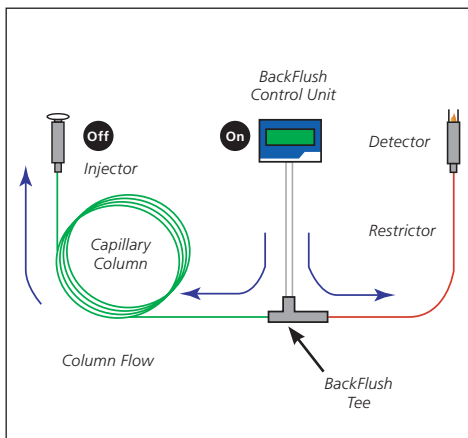 BackFlush
Control Unit
Off
On
Injector
Detector
Capillary
Column
Restrictor
Column Flow
BackFlush
Tee